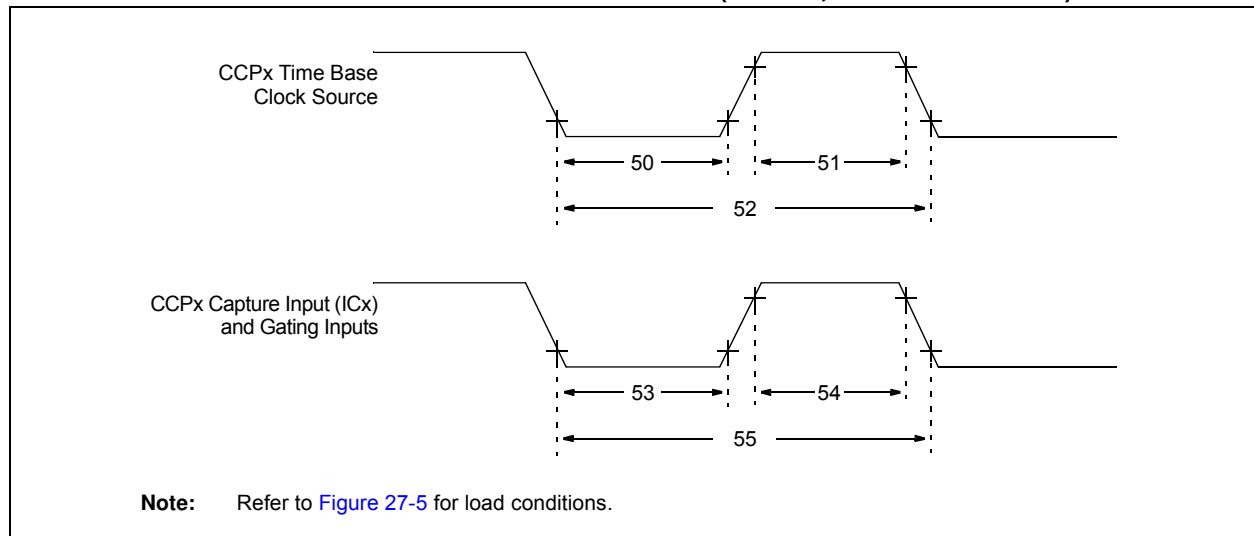 CCPx Time Base
Clock Source
50
51
52
CCPx Capture Input (ICx)
and Gating Inputs
53
54
55
Note: Refer to Figure 27-5 for load conditions.